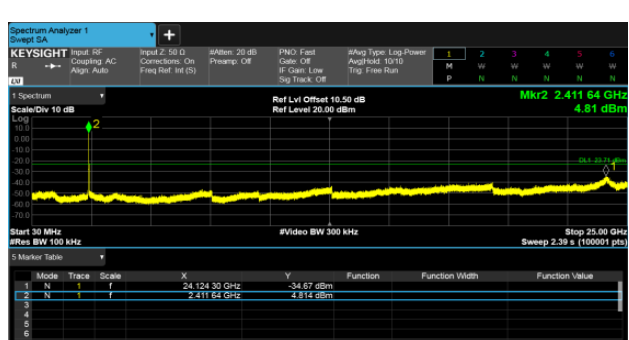 Spectrum Analyzer 1
Swept SA
KEYSIGHT Input: RF Input Z: 50 Ω #Atten: 20 dB PNO: Fast #Avg Type: Log-Power 1 2 3 4 5 6
R Coupling: AC Corrections: On Preamp: Off Gate: Off Avg|Hold: 10/10 M W W W W W
Align: Auto Freq Ref: Int (S) IF Gain: Low Trig: Free Run
LXI Sig Track: Off P N N N N N
1 Spectrum Ref Lvl Offset 10.50 dB Mkr2 2.411 64 GHz
Scale/Div 10 dB Ref Level 20.00 dBm 4.81 dBm
Log
10.0
0.00
-10.0
-20.0
-30.0
-40.0
-50.0
-60.0
-70.0
2
DL1 -23.71 dBm
1
Start 30 MHz #Video BW 300 kHz Stop 25.00 GHz
#Res BW 100 kHz Sweep 2.39 s (100001 pts)
5 Marker Table
Mode Trace Scale X Y Function Function Width Function Value
1 N 1 f 24.124 30 GHz -34.67 dBm
2 N 1 f 2.411 64 GHz 4.814 dBm
3
4
5
6